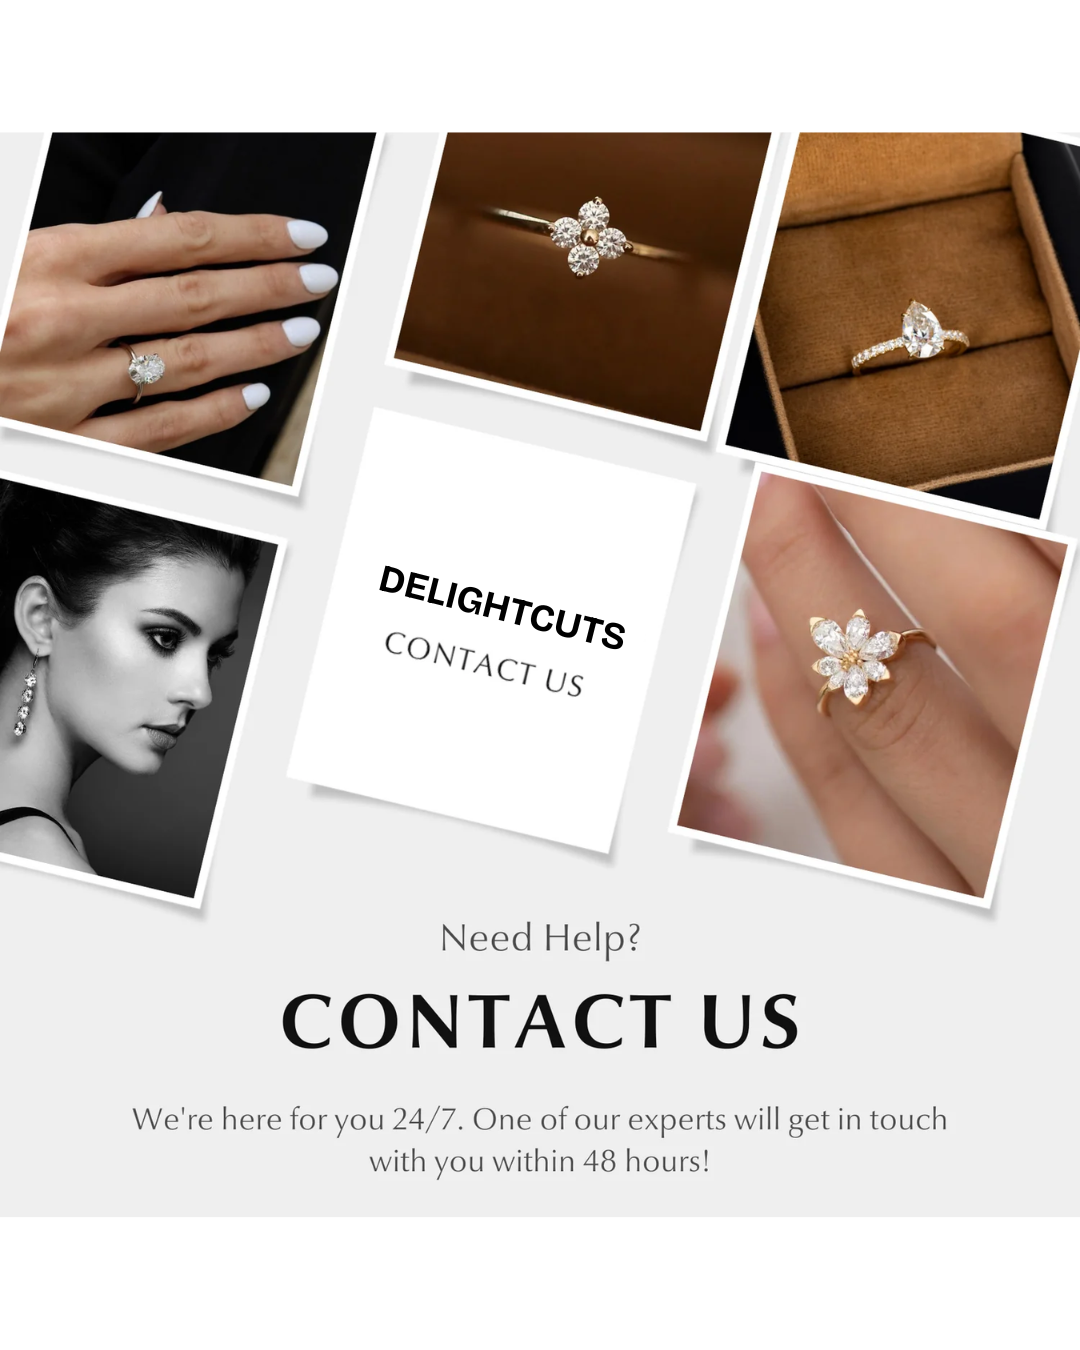 DELIGHTCUTS
CONTACT US
Need Help?
CONTACT US
We're here for you 24/7. One of our experts will get in touch
with you within 48 hours!